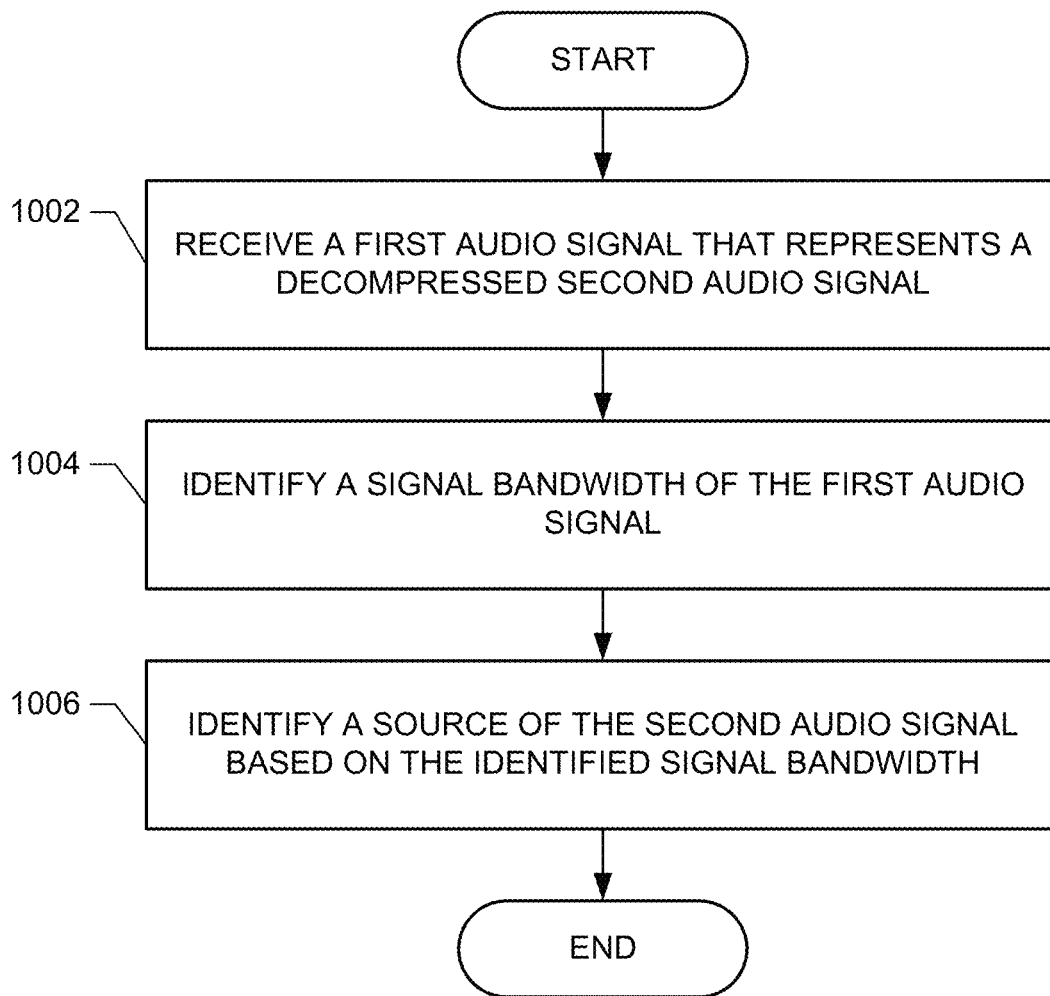 START
1002
RECEIVE A FIRST AUDIO SIGNAL THAT REPRESENTS A
DECOMPRESSED SECOND AUDIO SIGNAL
1004
IDENTIFY A SIGNAL BANDWIDTH OF THE FIRST AUDIO
SIGNAL
1006
IDENTIFY A SOURCE OF THE SECOND AUDIO SIGNAL
BASED ON THE IDENTIFIED SIGNAL BANDWIDTH
END